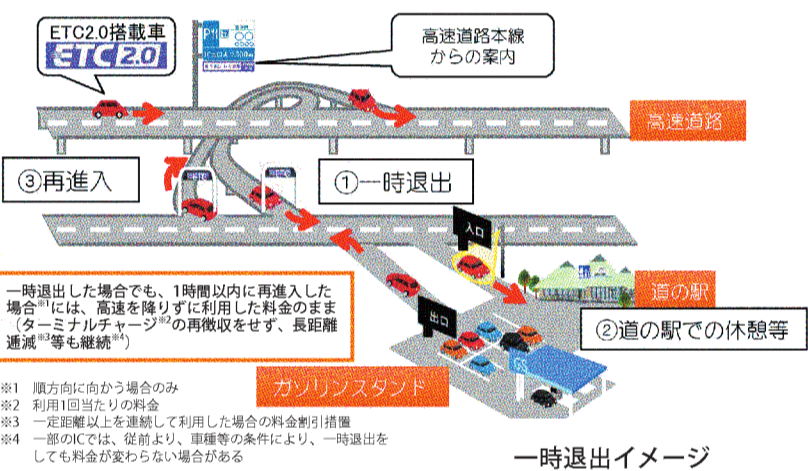 ETC2.0搭載車
ETC 2.0
高速道路本線
からの案内
高速道路
③再進入
①一時退出
入口
道の駅
②道の駅での休憩等
出口
一時退出した場合でも、1時間以内に再進入した
場合※1には、高速を降りずに利用した料金のまま
（ターミナルチャージ※2の再徴収をせず、長距離
逓減※3等も継続※4）
ガソリンスタンド
※1 順方向に向かう場合のみ
※2 利用1回当たりの料金
※3 一定距離以上を連続して利用した場合の料金割引措置
※4 一部のICでは、従前より、車種等の条件により、一時退出を
しても料金が変わらない場合がある
一時退出イメージ